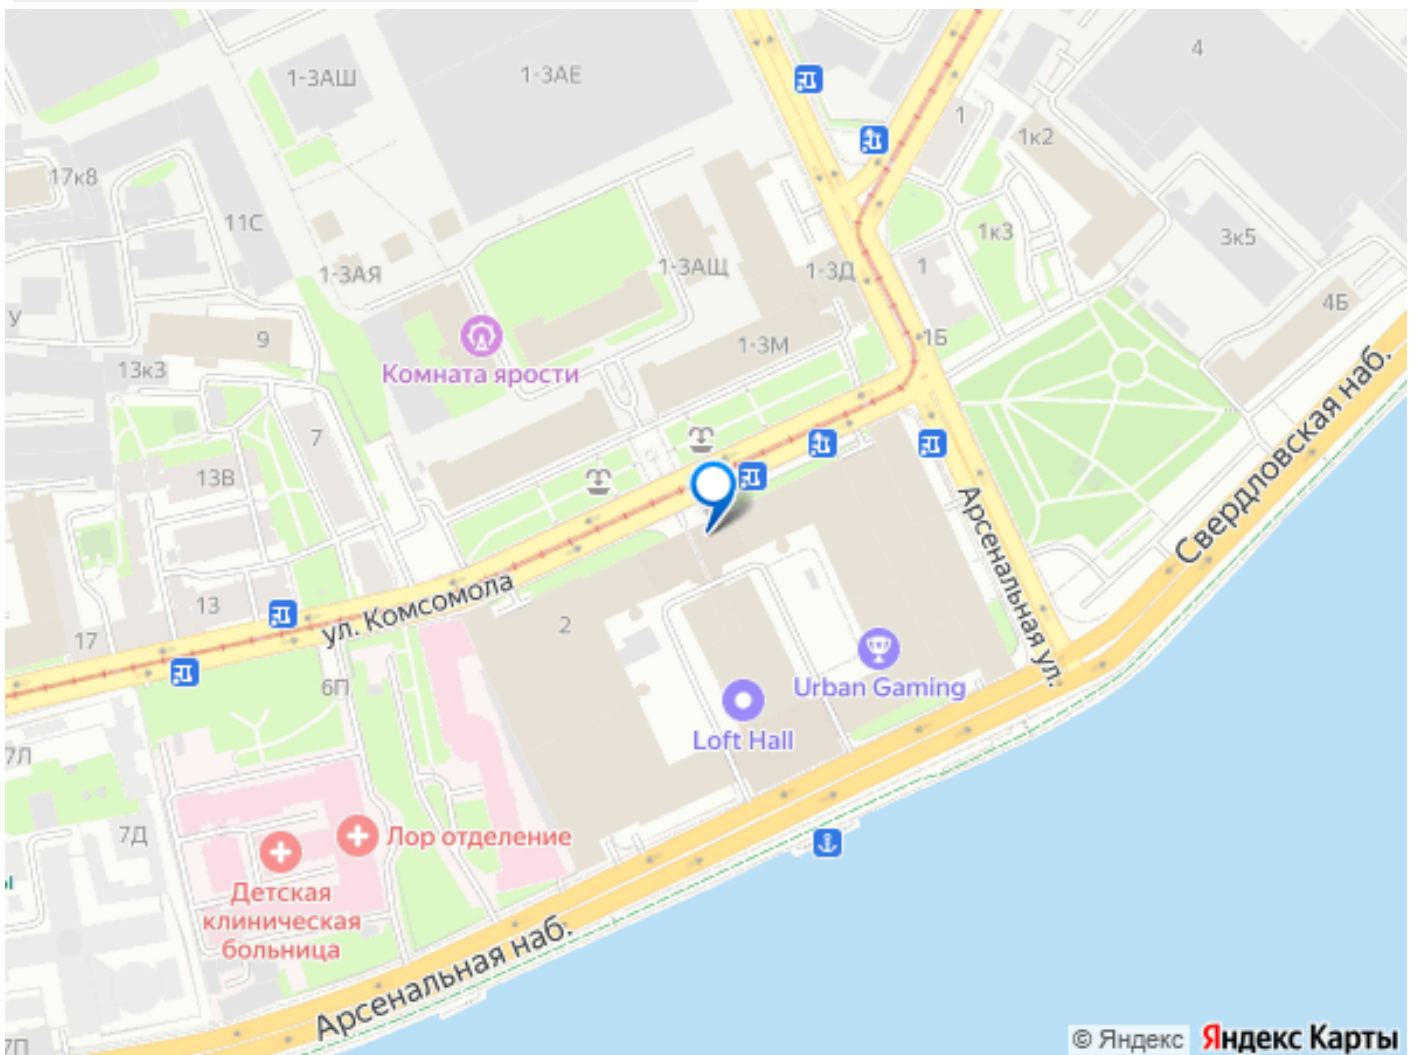 4
1-3АШ
1-3АЕ
1
1к2
17к8
11С
1к3
3к5
1-3АЯ
1-3АЩ
1-3Д
1
4Б
У
9
1-3М
1Б
13к3
Комната ярости
7
13В
Свердловская наб.
Арсенальная ул.
ул. Комсомола
13
17
2
6П
Urban Gaming
Loft Hall
7Л
7Д
Лор отделение
ы
Детская
клиническая
больница
Арсенальная наб.
7П
© Яндекс
Яндекс Карты